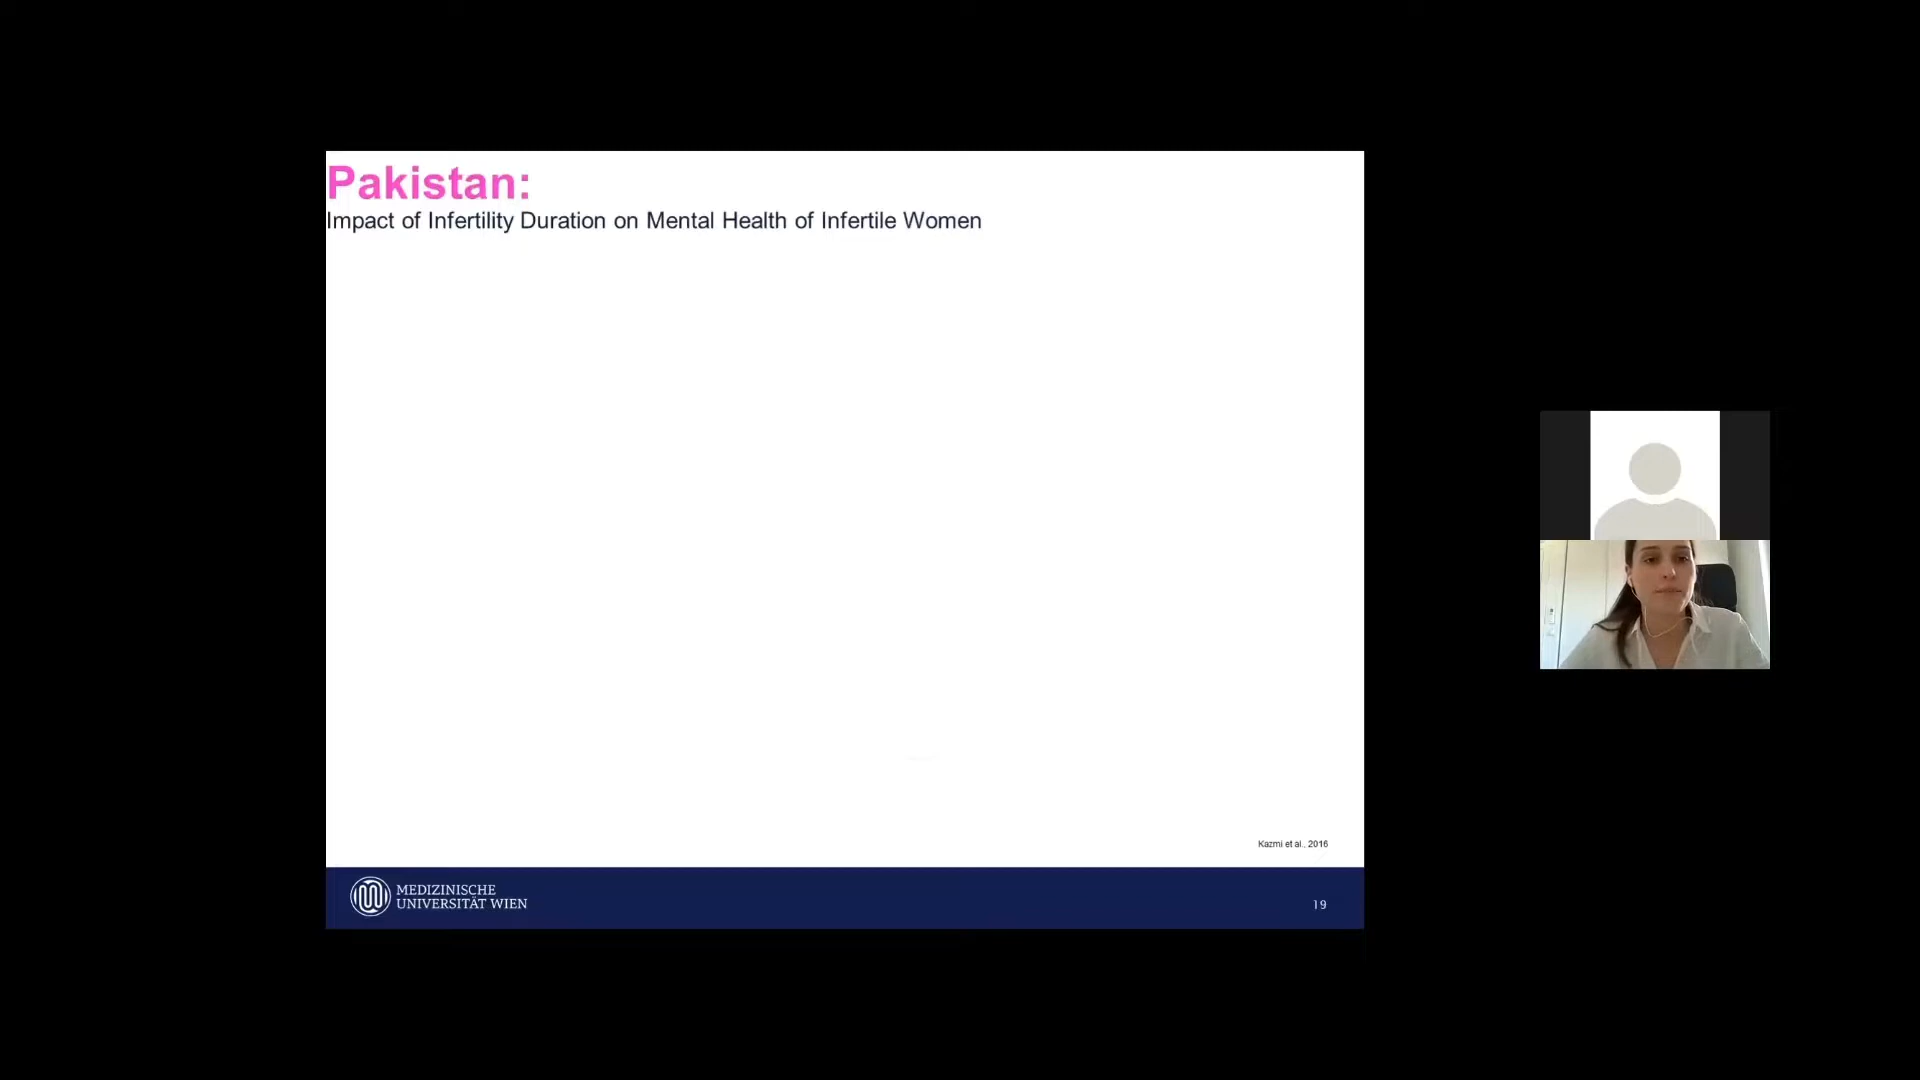 Pakistan:
Impact of Infertility Duration on Mental Health of Infertile Women
Kazmi et al., 2016
MEDIZINISCHE
UNIVERSITÄT WIEN
19